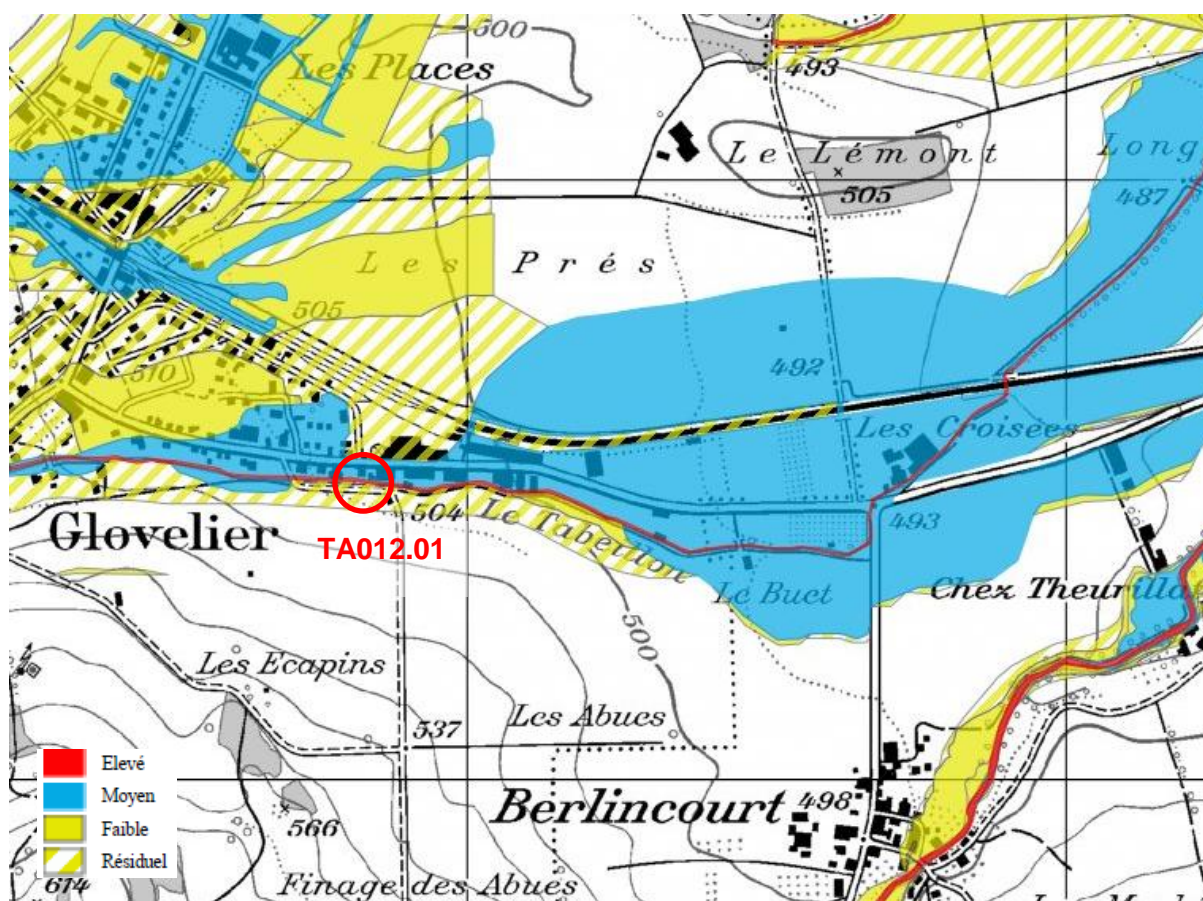 500
Les Places
493
Le Lémont
Long
505
487
Les Prés
505
492
510
Les Croisées
504
493
Glovelier
TA012.01
Le Tabeillon
Le Buet
Chez Theurilla
500
Les Ecapins
Les Abues
537
Elevé
Moyen
Berlincourt
498
Faible
566
Résiduel
614
Finage des Abues